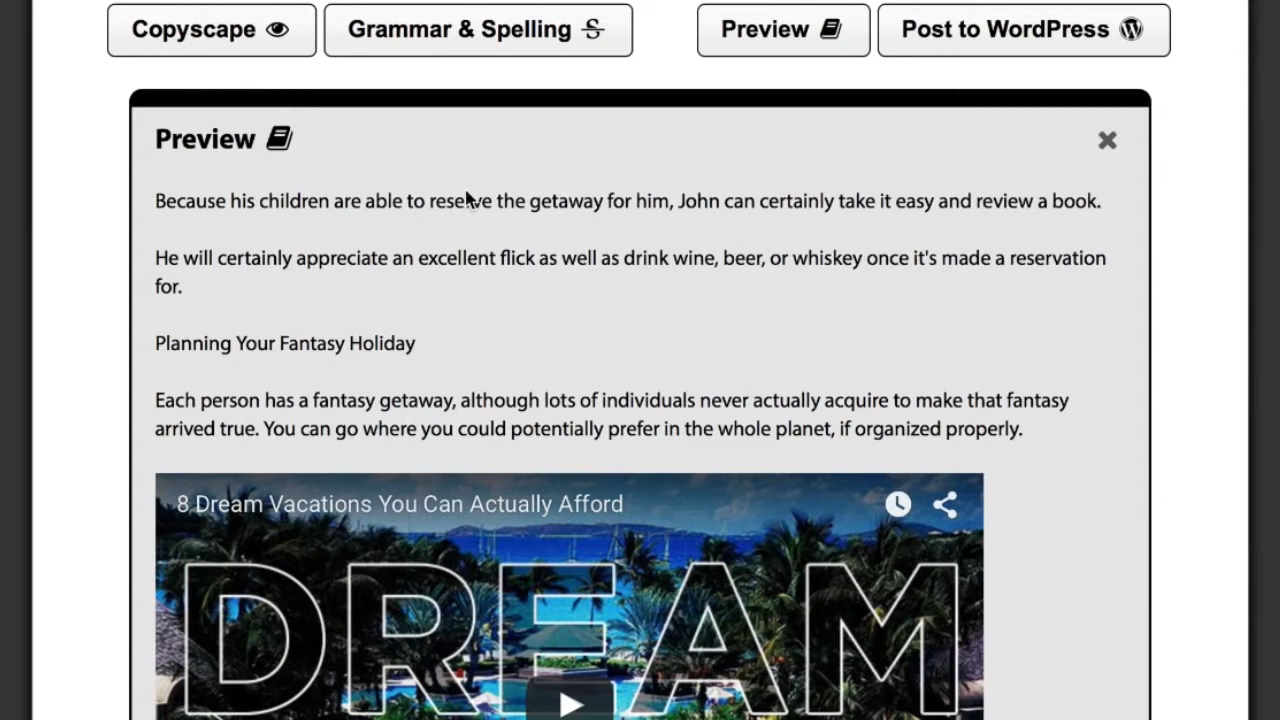 Copyscape Grammar & Spelling Preview Post to WordPress
Preview
Because his children are able to reserve the getaway for him, John can certainly take it easy and review a book.
He will certainly appreciate an excellent flick as well as drink wine, beer, or whiskey once it's made a reservation
for.
Planning Your Fantasy Holiday
Each person has a fantasy getaway, although lots of individuals never actually acquire to make that fantasy
arrived true. You can go where you could potentially prefer in the whole planet, if organized properly.
8 Dream Vacations You Can Actually Afford
DREAM